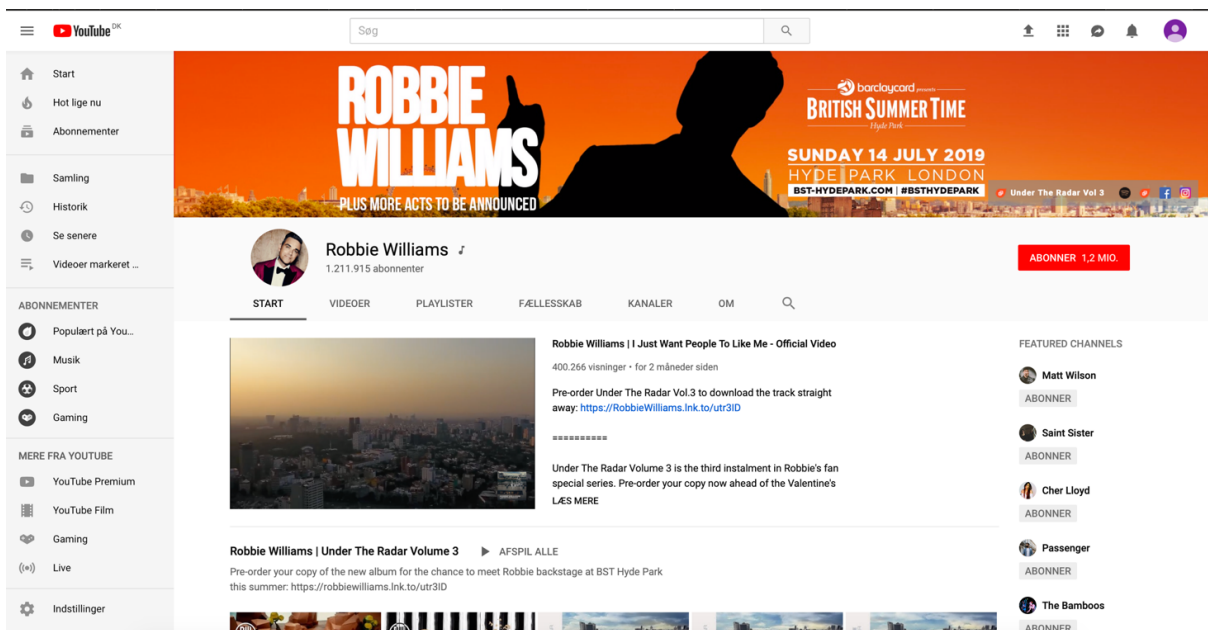 YouTube DK
Søg
Start
Hot lige nu
Abonnementer
Samling
Historik
Se senere
Videoer markeret ...
ABONNEMENTER
Populært på You...
Musik
Sport
Gaming
MERE FRA YOUTUBE
YouTube Premium
YouTube Film
Gaming
Live
Indstillinger
ROBBIE
WILLIAMS
PLUS MORE ACTS TO BE ANNOUNCED
barclaycard presents
BRITISH SUMMER TIME
Hyde Park
SUNDAY 14 JULY 2019
HYDE PARK LONDON
BST-HYDEPARK.COM | #BSTHYDEPARK
Under The Radar Vol 3
Robbie Williams
1.211.915 abonnenter
ABONNER 1,2 MIO.
START VIDEOER PLAYLISTER FÆLLESSKAB KANALER OM
Robbie Williams | I Just Want People To Like Me - Official Video
400.266 visninger • for 2 måneder siden
Pre-order Under The Radar Vol.3 to download the track straight
away: https://RobbieWilliams.lnk.to/utr3ID
==========
Under The Radar Volume 3 is the third instalment in Robbie's fan
special series. Pre-order your copy now ahead of the Valentine's
LÆS MERE
Robbie Williams | Under The Radar Volume 3 AFSPIL ALLE
Pre-order your copy of the new album for the chance to meet Robbie backstage at BST Hyde Park
this summer: https://robbiewilliams.lnk.to/utr3ID
FEATURED CHANNELS
Matt Wilson
ABONNER
Saint Sister
ABONNER
Cher Lloyd
ABONNER
Passenger
ABONNER
The Bamboos
ABONNER